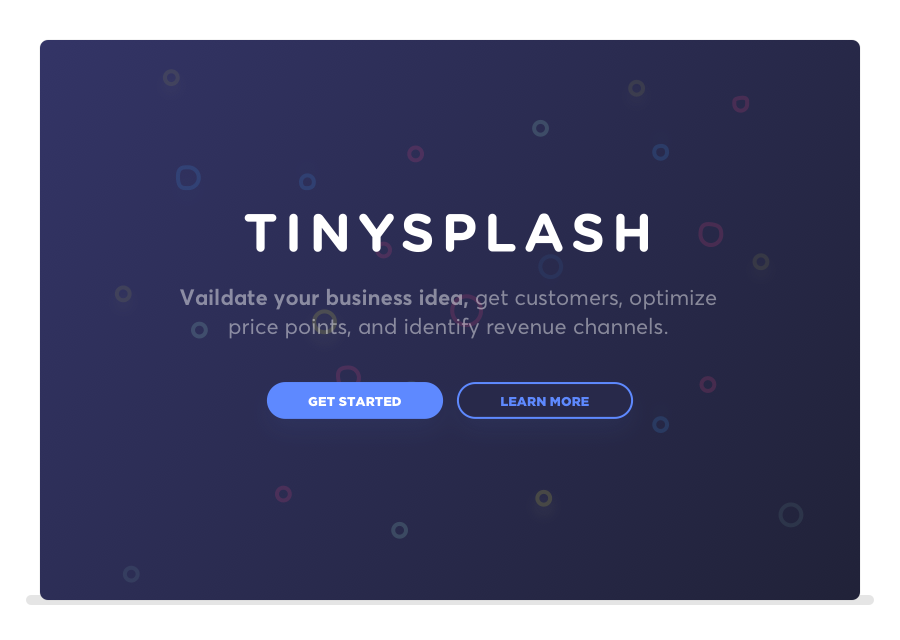 TINYSPLASH
Vaildate your business idea, get customers, optimize
price points, and identify revenue channels.
GET STARTED
LEARN MORE